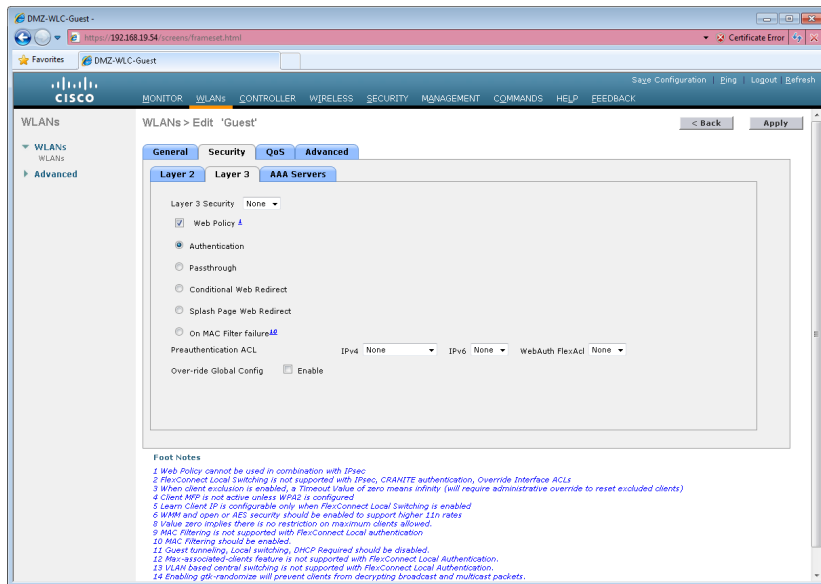 DMZ-WLC-Guest -
https://192.168.19.54/screens/frameset.html
Certificate Error
Favorites
DMZ-WLC-Guest
Save Configuration | Ping | Logout | Refresh
CISCO
MONITOR WLANs CONTROLLER WIRELESS SECURITY MANAGEMENT COMMANDS HELP FEEDBACK
WLANs
WLANs > Edit 'Guest'
< Back
Apply
WLANs
WLANs
Advanced
General Security QoS Advanced
Layer 2 Layer 3 AAA Servers
Layer 3 Security None
Web Policy 1
Authentication
Passthrough
Conditional Web Redirect
Splash Page Web Redirect
On MAC Filter failure10
Preauthentication ACL IPv4 None IPv6 None WebAuth FlexAcl None
Over-ride Global Config Enable
Foot Notes
1 Web Policy cannot be used in combination with IPsec
2 FlexConnect Local Switching is not supported with IPsec, CRANITE authentication, Override Interface ACLs
3 When client exclusion is enabled, a Timeout Value of zero means infinity (will require administrative override to reset excluded clients)
4 Client MFP is not active unless WPA2 is configured
5 Learn Client IP is configurable only when FlexConnect Local Switching is enabled
6 WMM and open or AES security should be enabled to support higher 11n rates
8 Value zero implies there is no restriction on maximum clients allowed.
9 MAC Filtering is not supported with FlexConnect Local authentication
10 MAC Filtering should be enabled.
11 Guest tunneling, Local switching, DHCP Required should be disabled.
12 Max-associated-clients feature is not supported with FlexConnect Local Authentication.
13 VLAN based central switching is not supported with FlexConnect Local Authentication.
14 Enabling gtk-randomize will prevent clients from decrypting broadcast and multicast packets.